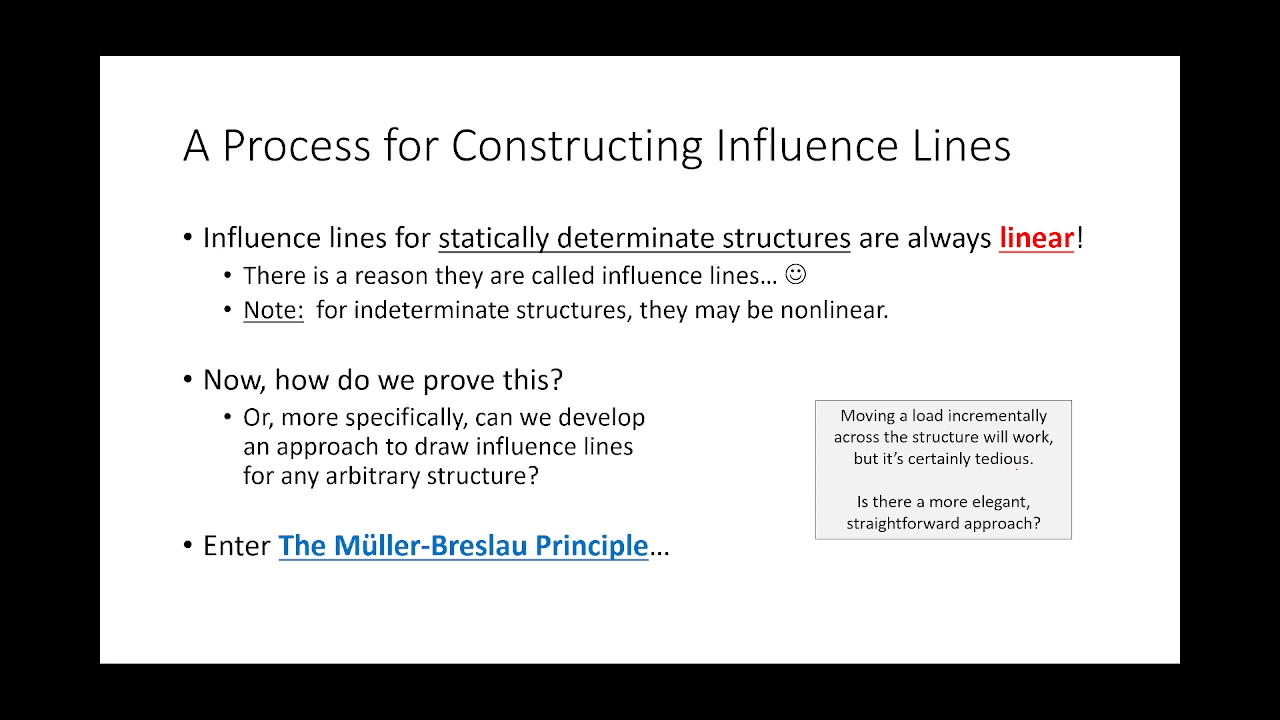 A Process for Constructing Influence Lines
• Influence lines for statically determinate structures are always linear!
• There is a reason they are called influence lines... ☺
• Note: for indeterminate structures, they may be nonlinear.
• Now, how do we prove this?
• Or, more specifically, can we develop
an approach to draw influence lines
for any arbitrary structure?
Moving a load incrementally
across the structure will work,
but it’s certainly tedious.
Is there a more elegant,
straightforward approach?
• Enter The Müller-Breslau Principle...